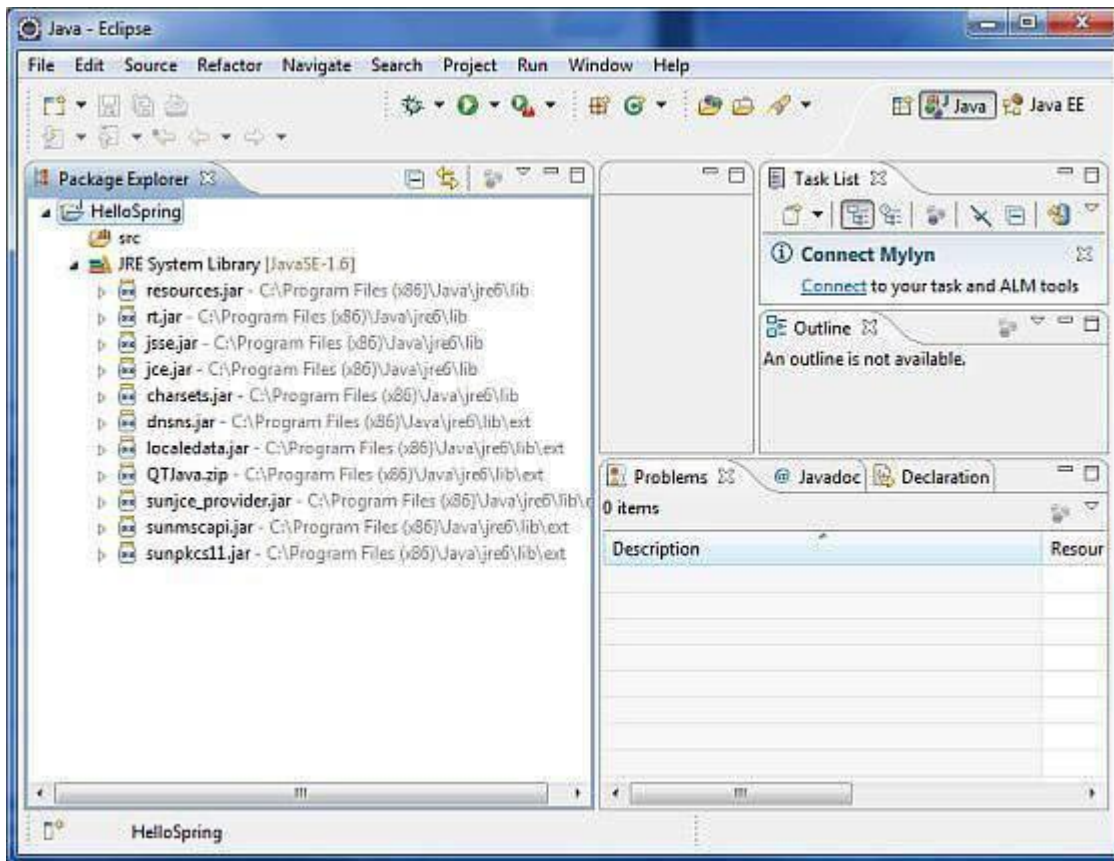 Java - Eclipse
File Edit Source Refactor Navigate Search Project Run Window Help
Java Java EE
Package Explorer
HelloSpring
src
JRE System Library [JavaSE-1.6]
resources.jar - C:\Program Files (x86)\Java\jre6\lib
rt.jar - C:\Program Files (x86)\Java\jre6\lib
jsse.jar - C:\Program Files (x86)\Java\jre6\lib
jce.jar - C:\Program Files (x86)\Java\jre6\lib
charsets.jar - C:\Program Files (x86)\Java\jre6\lib
dnsns.jar - C:\Program Files (x86)\Java\jre6\lib\ext
localedata.jar - C:\Program Files (x86)\Java\jre6\lib\ext
QTJava.zip - C:\Program Files (x86)\Java\jre6\lib\ext
sunjce_provider.jar - C:\Program Files (x86)\Java\jre6\lib\e
sunmscapi.jar - C:\Program Files (x86)\Java\jre6\lib\ext
sunpkcs11.jar - C:\Program Files (x86)\Java\jre6\lib\ext
Task List
Connect Mylyn
Connect to your task and ALM tools
Outline
An outline is not available.
Problems @ Javadoc Declaration
0 items
Description Resour
HelloSpring